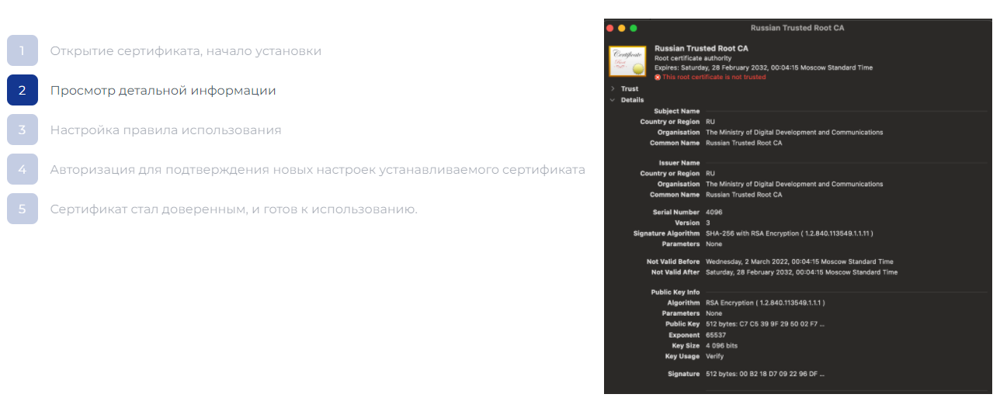 1 Открытие сертификата, начало установки
2 Просмотр детальной информации
3 Настройка правила использования
4 Авторизация для подтверждения новых настроек устанавливаемого сертификата
5 Сертификат стал доверенным, и готов к использованию.
Russian Trusted Root CA
Certificate
Root
Russian Trusted Root CA
Root certificate authority
Expires: Saturday, 28 February 2032, 00:04:15 Moscow Standard Time
This root certificate is not trusted
Trust
Details
Subject Name
Country or Region RU
Organisation The Ministry of Digital Development and Communications
Common Name Russian Trusted Root CA
Issuer Name
Country or Region RU
Organisation The Ministry of Digital Development and Communications
Common Name Russian Trusted Root CA
Serial Number 4096
Version 3
Signature Algorithm SHA-256 with RSA Encryption ( 1.2.840.113549.1.1.11 )
Parameters None
Not Valid Before Wednesday, 2 March 2022, 00:04:15 Moscow Standard Time
Not Valid After Saturday, 28 February 2032, 00:04:15 Moscow Standard Time
Public Key Info
Algorithm RSA Encryption ( 1.2.840.113549.1.1.1 )
Parameters None
Public Key 512 bytes: C7 C5 39 9F 29 50 02 F7 ...
Exponent 65537
Key Size 4 096 bits
Key Usage Verify
Signature 512 bytes: 00 B2 18 D7 09 22 96 DF ...